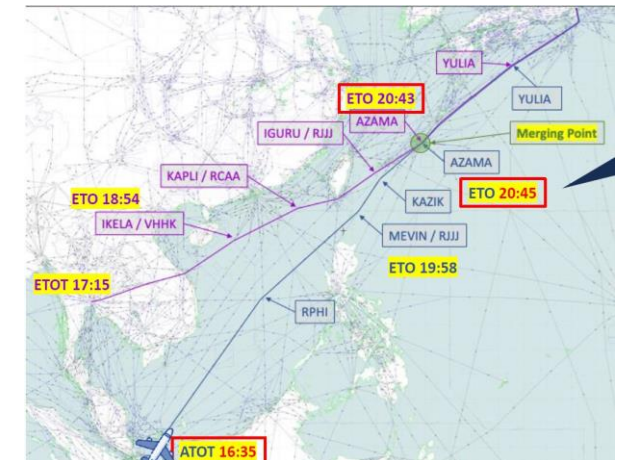 YULIA
ETO 20:43
YULIA
AZAMA
IGURU / RJJJ
Merging Point
AZAMA
KAPLI / RCAA
ETO 18:54
ETO 20:45
KAZIK
IKELA / VHHK
MEVIN / RJJJ
ETO 19:58
ETOT 17:15
RPHI
ATOT 16:35